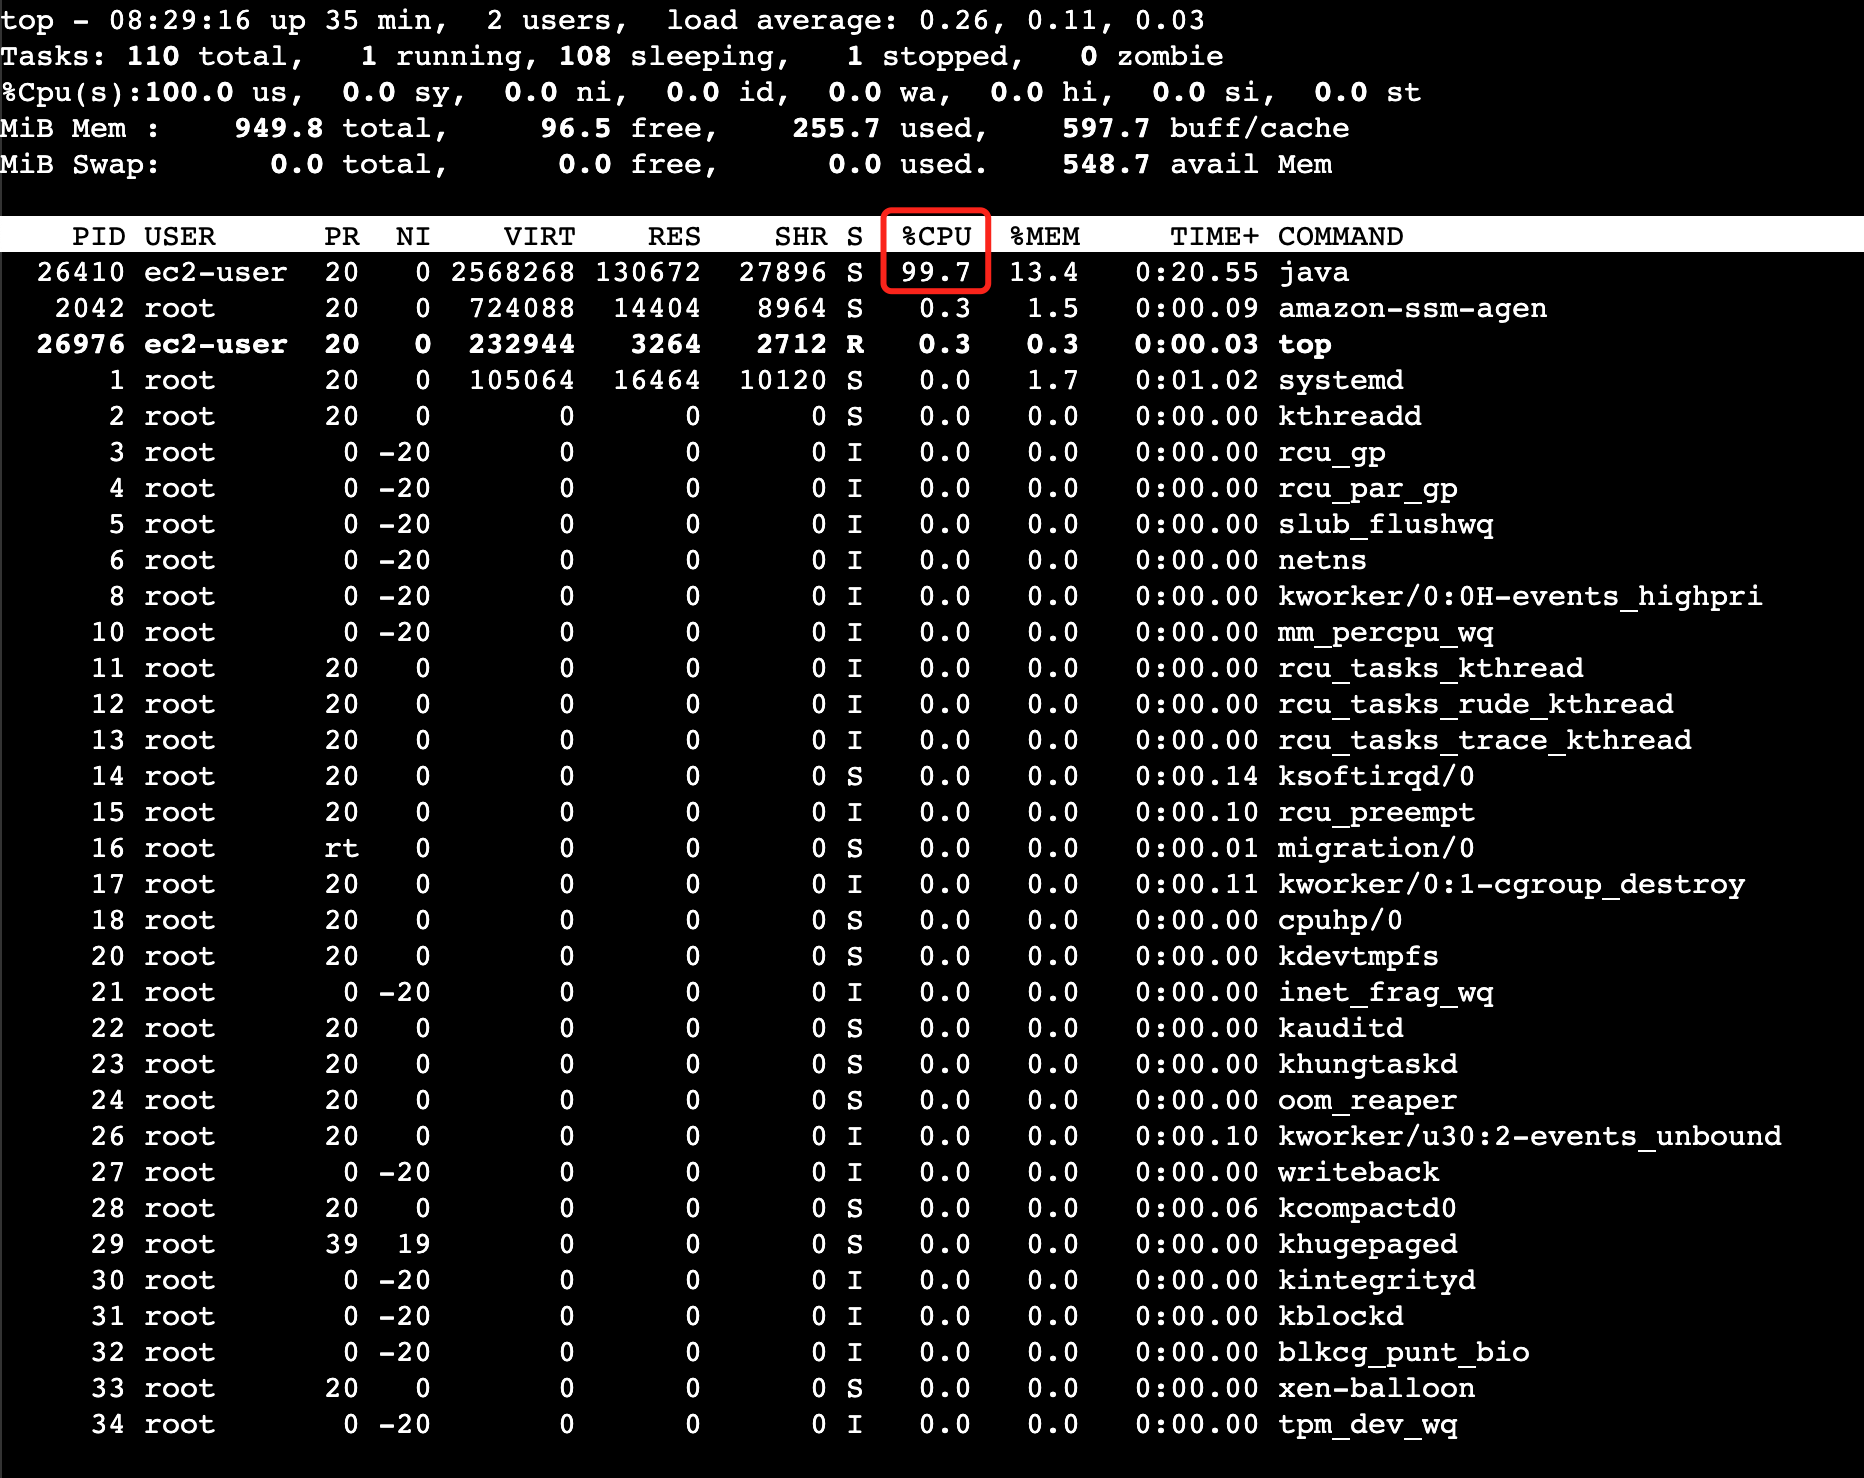 top - 08:29:16 up 35 min,  2 users,  load average: 0.26, 0.11, 0.03
Tasks: 110 total,   1 running, 108 sleeping,   1 stopped,   0 zombie
%Cpu(s):100.0 us,  0.0 sy,  0.0 ni,  0.0 id,  0.0 wa,  0.0 hi,  0.0 si,  0.0 st
MiB Mem :    949.8 total,     96.5 free,    255.7 used,    597.7 buff/cache
MiB Swap:      0.0 total,      0.0 free,      0.0 used.    548.7 avail Mem
PID USER      PR  NI    VIRT    RES    SHR S  %CPU  %MEM     TIME+ COMMAND
26410 ec2-user  20   0 2568268 130672  27896 S  99.7  13.4   0:20.55 java
2042 root      20   0  724088  14404   8964 S   0.3   1.5   0:00.09 amazon-ssm-agen
26976 ec2-user  20   0  232944   3264   2712 R   0.3   0.3   0:00.03 top
1 root      20   0  105064  16464  10120 S   0.0   1.7   0:01.02 systemd
2 root      20   0       0      0      0 S   0.0   0.0   0:00.00 kthreadd
3 root       0 -20       0      0      0 I   0.0   0.0   0:00.00 rcu_gp
4 root       0 -20       0      0      0 I   0.0   0.0   0:00.00 rcu_par_gp
5 root       0 -20       0      0      0 I   0.0   0.0   0:00.00 slub_flushwq
6 root       0 -20       0      0      0 I   0.0   0.0   0:00.00 netns
8 root       0 -20       0      0      0 I   0.0   0.0   0:00.00 kworker/0:0H-events_highpri
10 root       0 -20       0      0      0 I   0.0   0.0   0:00.00 mm_percpu_wq
11 root      20   0       0      0      0 I   0.0   0.0   0:00.00 rcu_tasks_kthread
12 root      20   0       0      0      0 I   0.0   0.0   0:00.00 rcu_tasks_rude_kthread
13 root      20   0       0      0      0 I   0.0   0.0   0:00.00 rcu_tasks_trace_kthread
14 root      20   0       0      0      0 S   0.0   0.0   0:00.14 ksoftirqd/0
15 root      20   0       0      0      0 I   0.0   0.0   0:00.10 rcu_preempt
16 root      rt   0       0      0      0 S   0.0   0.0   0:00.01 migration/0
17 root      20   0       0      0      0 I   0.0   0.0   0:00.11 kworker/0:1-cgroup_destroy
18 root      20   0       0      0      0 S   0.0   0.0   0:00.00 cpuhp/0
20 root      20   0       0      0      0 S   0.0   0.0   0:00.00 kdevtmpfs
21 root       0 -20       0      0      0 I   0.0   0.0   0:00.00 inet_frag_wq
22 root      20   0       0      0      0 S   0.0   0.0   0:00.00 kauditd
23 root      20   0       0      0      0 S   0.0   0.0   0:00.00 khungtaskd
24 root      20   0       0      0      0 S   0.0   0.0   0:00.00 oom_reaper
26 root      20   0       0      0      0 I   0.0   0.0   0:00.10 kworker/u30:2-events_unbound
27 root       0 -20       0      0      0 I   0.0   0.0   0:00.00 writeback
28 root      20   0       0      0      0 S   0.0   0.0   0:00.06 kcompactd0
29 root      39  19       0      0      0 S   0.0   0.0   0:00.00 khugepaged
30 root       0 -20       0      0      0 I   0.0   0.0   0:00.00 kintegrityd
31 root       0 -20       0      0      0 I   0.0   0.0   0:00.00 kblockd
32 root       0 -20       0      0      0 I   0.0   0.0   0:00.00 blkcg_punt_bio
33 root      20   0       0      0      0 S   0.0   0.0   0:00.00 xen-balloon
34 root       0 -20       0      0      0 I   0.0   0.0   0:00.00 tpm_dev_wq